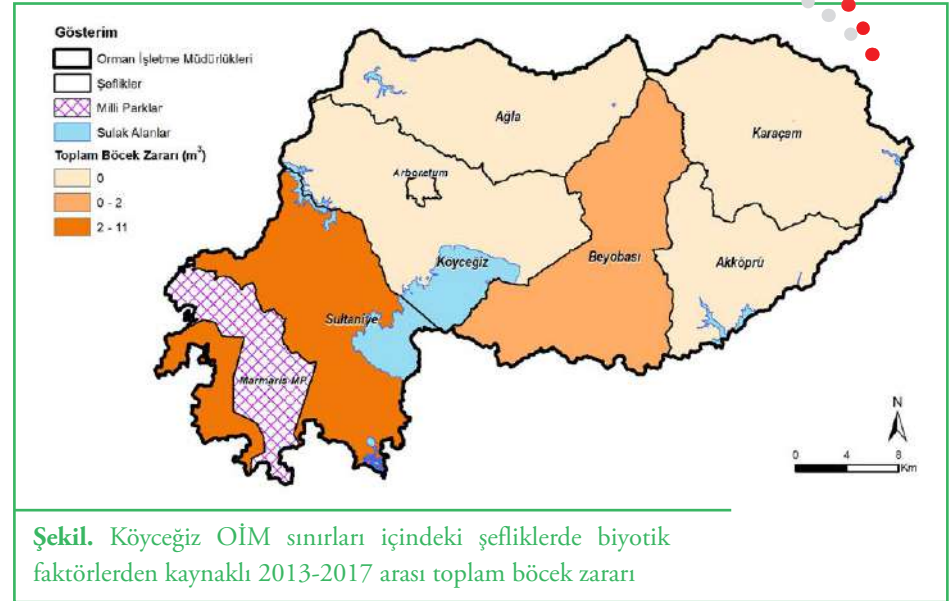 Gösterim
Orman İşletme Müdürlükleri
Şeflikler
Milli Parklar
Sulak Alanlar
Toplam Böcek Zararı (m³)
0
0 - 2
2 - 11
Ağla
Karaçam
Arboretum
Köyceğiz
Beyobası
Akköprü
Sultaniye
Marmaris MP
N
0 4 8
Km
Şekil. Köyceğiz OİM sınırları içindeki şefliklerde biyotik
faktörlerden kaynaklı 2013-2017 arası toplam böcek zararı